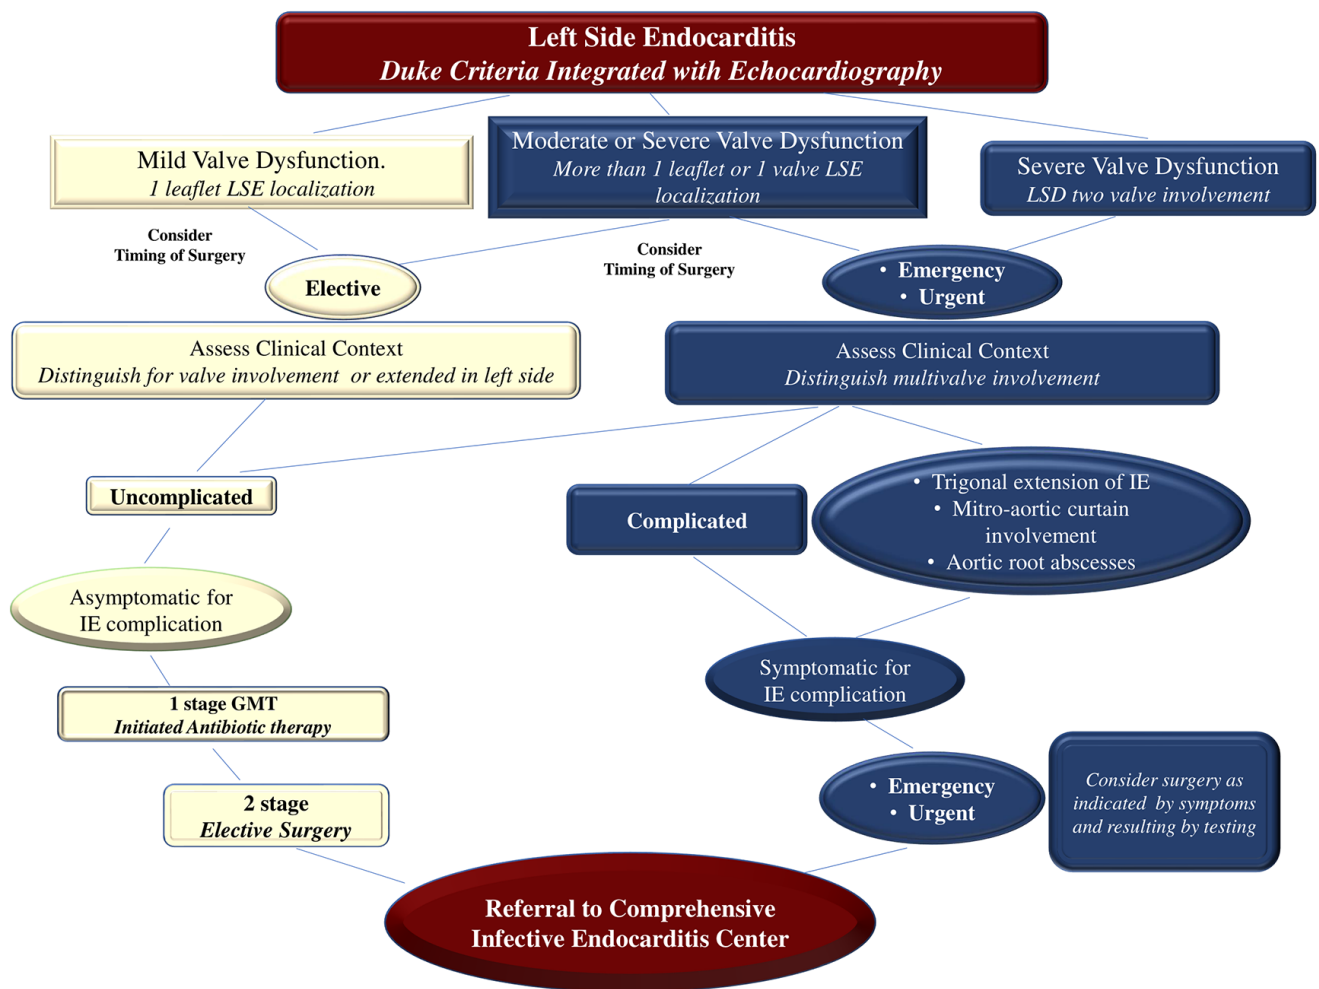 Left Side Endocarditis
Duke Criteria Integrated with Echocardiography
Mild Valve Dysfunction.
1 leaflet LSE localization
Moderate or Severe Valve Dysfunction
More than 1 leaflet or 1 valve LSE
localization
Severe Valve Dysfunction
LSD two valve involvement
Consider
Timing of Surgery
Consider
Timing of Surgery
Elective
• Emergency
• Urgent
Assess Clinical Context
Distinguish for valve involvement or extended in left side
Assess Clinical Context
Distinguish multivalve involvement
Uncomplicated
Complicated
• Trigonal extension of IE
• Mitro-aortic curtain
involvement
• Aortic root abscesses
Asymptomatic for
IE complication
Symptomatic for
IE complication
1 stage GMT
Initiated Antibiotic therapy
2 stage
Elective Surgery
• Emergency
• Urgent
Consider surgery as
indicated by symptoms
and resulting by testing
Referral to Comprehensive
Infective Endocarditis Center